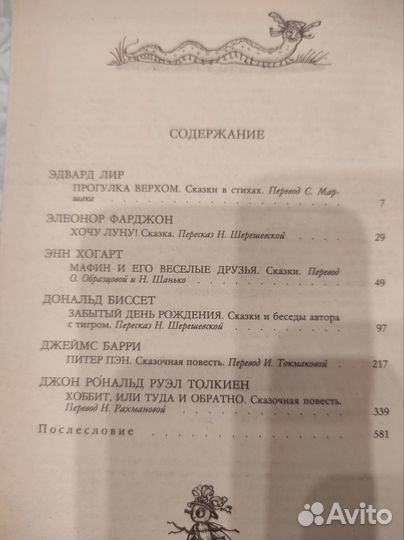 СОДЕРЖАНИЕ
ЭДВАРД ЛИР
ПРОГУЛКА ВЕРХОМ. Сказки в стихах. Перевод С. Мар-
шака . . . . . . . . . . . . . . . . 7
ЭЛЕОНОР ФАРДЖОН
ХОЧУ ЛУНУ! Сказка. Пересказ Н. Шерешевской . . . . 29
ЭНН ХОГАРТ
МАФИН И ЕГО ВЕСЕЛЫЕ ДРУЗЬЯ. Сказки. Перевод
О. Образцовой и Н. Шанько . . . . . . . . . . 49
ДОНАЛЬД БИССЕТ
ЗАБЫТЫЙ ДЕНЬ РОЖДЕНИЯ. Сказки и беседы автора
с тигром. Пересказ Н. Шерешевской . . . . . . . . 97
ДЖЕЙМС БАРРИ
ПИТЕР ПЭН. Сказочная повесть. Перевод И. Токмаковой . 217
ДЖОН РОНАЛЬД РУЭЛ ТОЛКИЕН
ХОББИТ, ИЛИ ТУДА И ОБРАТНО. Сказочная повесть.
Перевод Н. Рахмановой . . . . . . . . . . . . 339
Послесловие . . . . . . . . . . . . . . 581
Avito